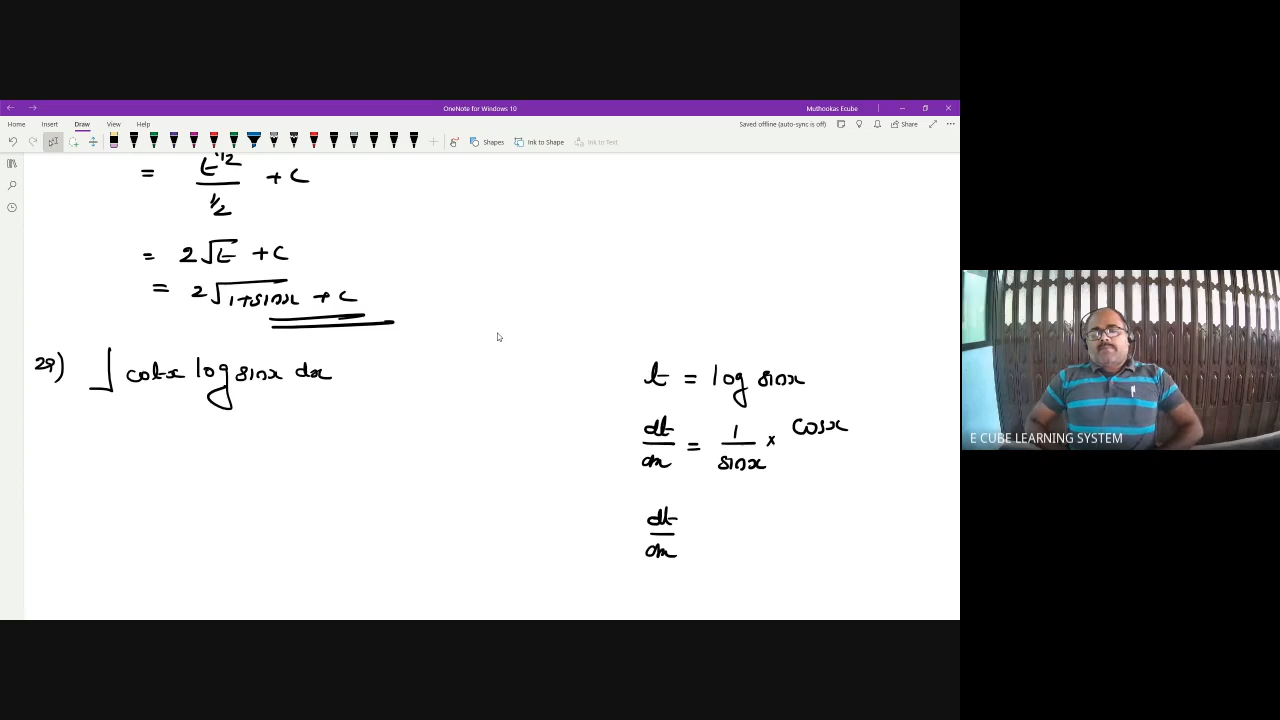 OneNote for Windows 10
Muthookas Ecube
Home Insert Draw View Help
Saved offline (auto-sync is off)
Share
Shapes
Ink to Shape
Ink to Text
= t^1/2 / 1/2 + C
= 2√t + C
= 2√1+sinx + C
29) ∫ cotx log sinx dx
t = log sinx
dt/dx = 1/sinx × cosx
dt/dx
E CUBE LEARNING SYSTEM